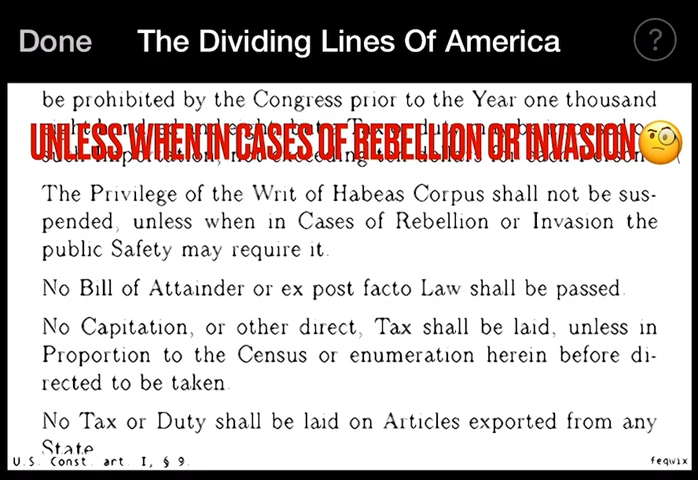 Done The Dividing Lines Of America ?
be prohibited by the Congress prior to the Year one thousand
UNLESS WHEN IN CASES OF REBELLION OR INVASION
The Privilege of the Writ of Habeas Corpus shall not be sus-
pended, unless when in Cases of Rebellion or Invasion the
public Safety may require it.
No Bill of Attainder or ex post facto Law shall be passed.
No Capitation, or other direct, Tax shall be laid, unless in
Proportion to the Census or enumeration herein before di-
rected to be taken.
No Tax or Duty shall be laid on Articles exported from any
State.
U.S. Const. art. I, § 9.
feqwix